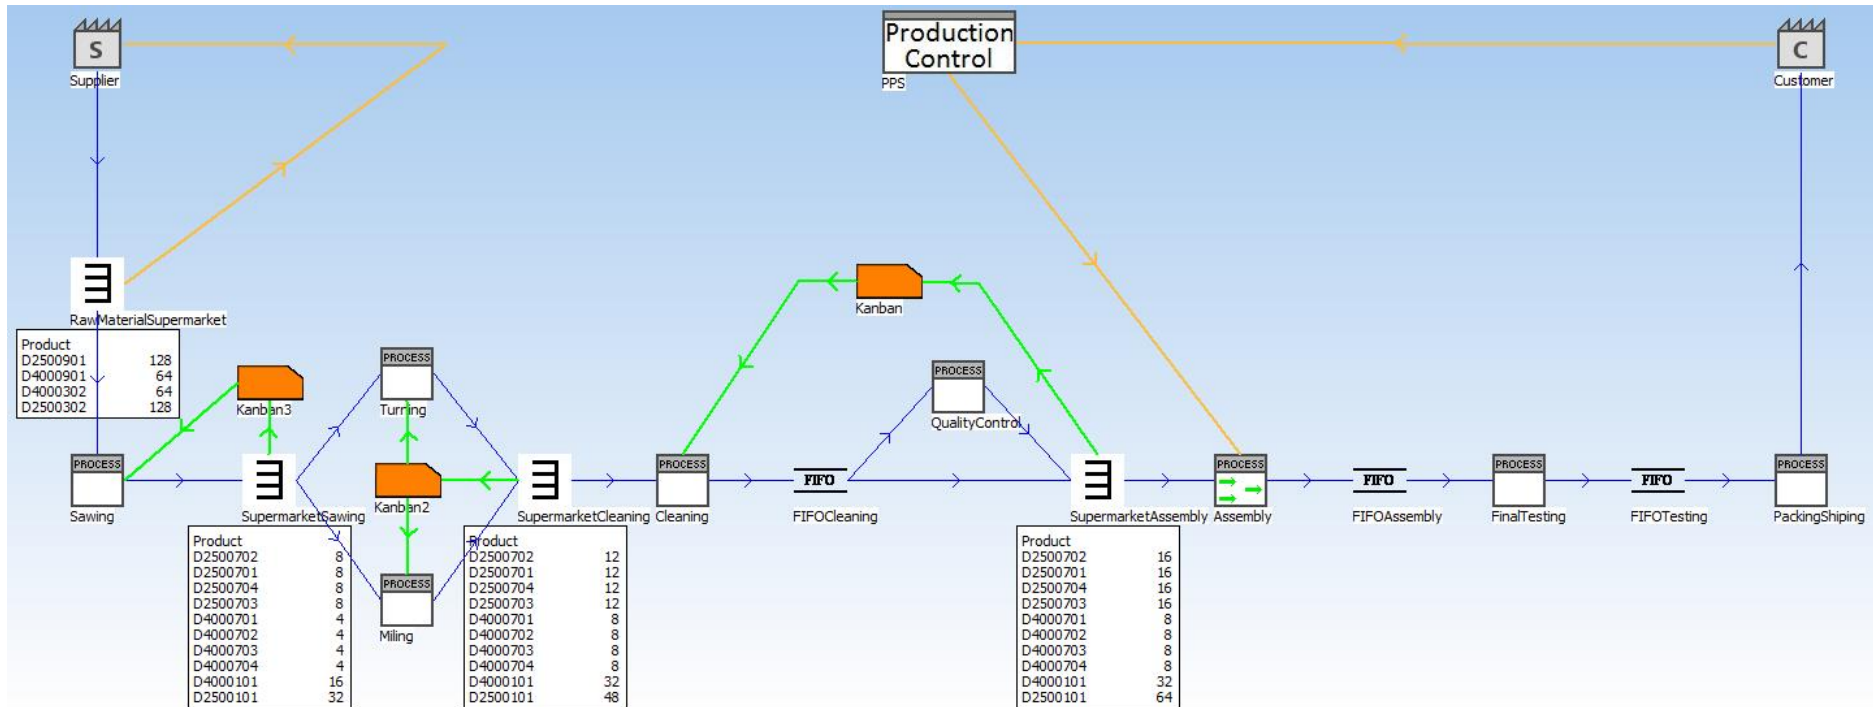 S
Supplier
Production
Control
PPS
C
Customer
RawMaterialSupermarket
Product
D2500901 128
D4000901 64
D4000302 64
D2500302 128
Kanban
Kanban3
PROCESS
Turning
PROCESS
QualityControl
PROCESS
Sawing
SupermarketSawing
Kanban2
SupermarketCleaning
PROCESS
Cleaning
FIFO
FIFOCleaning
SupermarketAssembly
PROCESS
Assembly
FIFO
FIFOAssembly
PROCESS
FinalTesting
FIFO
FIFOTesting
PROCESS
PackingShiping
PROCESS
Miling
Product
D2500702 8
D2500701 8
D2500704 8
D2500703 8
D4000701 4
D4000702 4
D4000703 4
D4000704 4
D4000101 16
D2500101 32
Product
D2500702 12
D2500701 12
D2500704 12
D2500703 12
D4000701 8
D4000702 8
D4000703 8
D4000704 8
D4000101 32
D2500101 48
Product
D2500702 16
D2500701 16
D2500704 16
D2500703 16
D4000701 8
D4000702 8
D4000703 8
D4000704 8
D4000101 32
D2500101 64